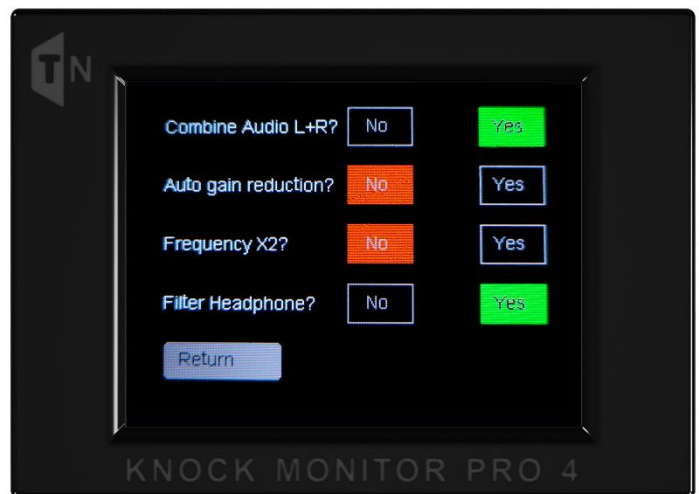 TN
Combine Audio L+R? No Yes
Auto gain reduction? No Yes
Frequency X2? No Yes
Filter Headphone? No Yes
Return
KNOCK MONITOR PRO 4